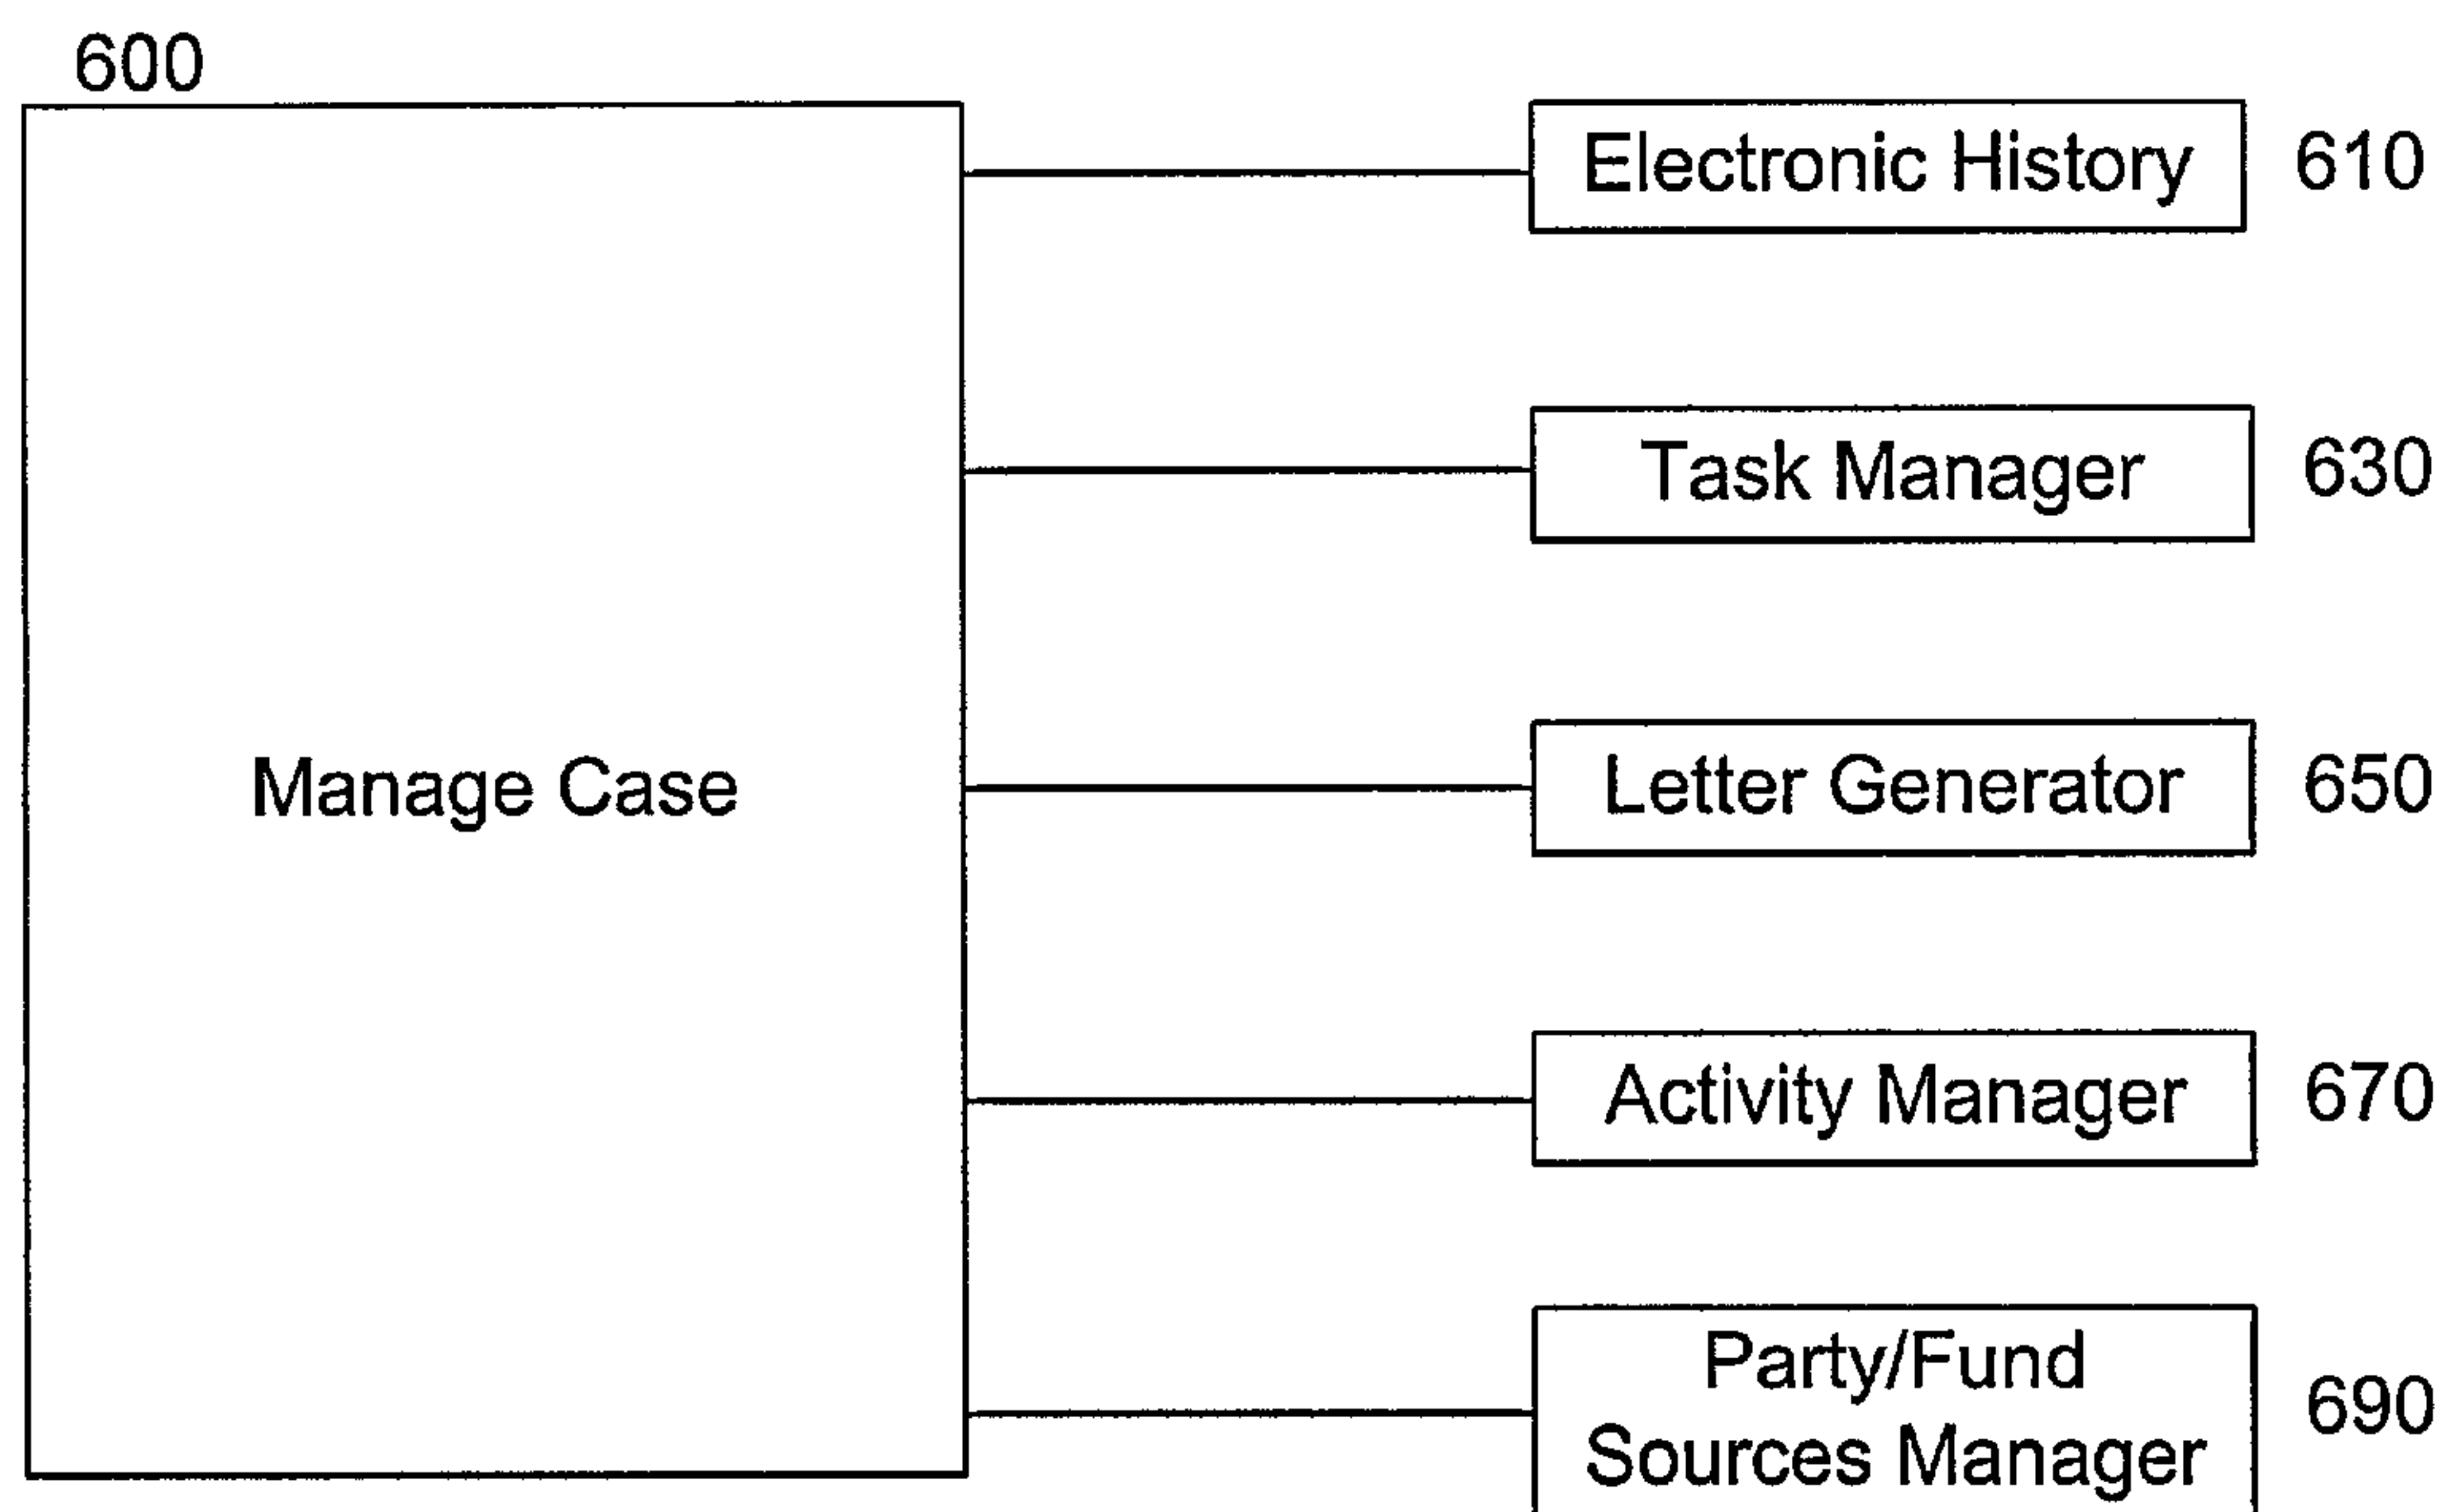 600
Electronic History 610
Task Manager 630
Manage Case
Letter Generator 650
Activity Manager 670
Party/Fund
Sources Manager
690